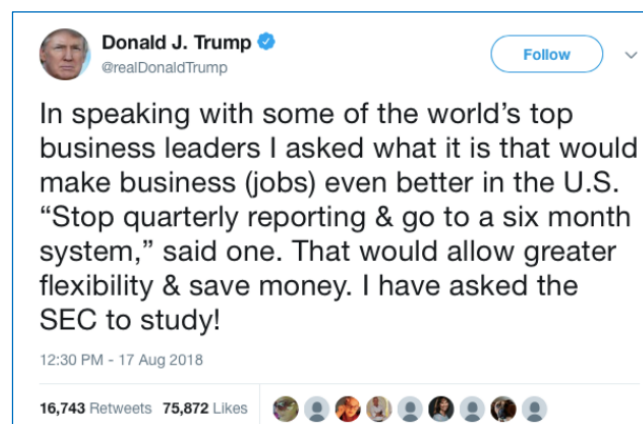 Donald J. Trump
@realDonaldTrump
Follow
In speaking with some of the world’s top
business leaders I asked what it is that would
make business (jobs) even better in the U.S.
“Stop quarterly reporting & go to a six month
system,” said one. That would allow greater
flexibility & save money. I have asked the
SEC to study!
12:30 PM - 17 Aug 2018
16,743 Retweets 75,872 Likes